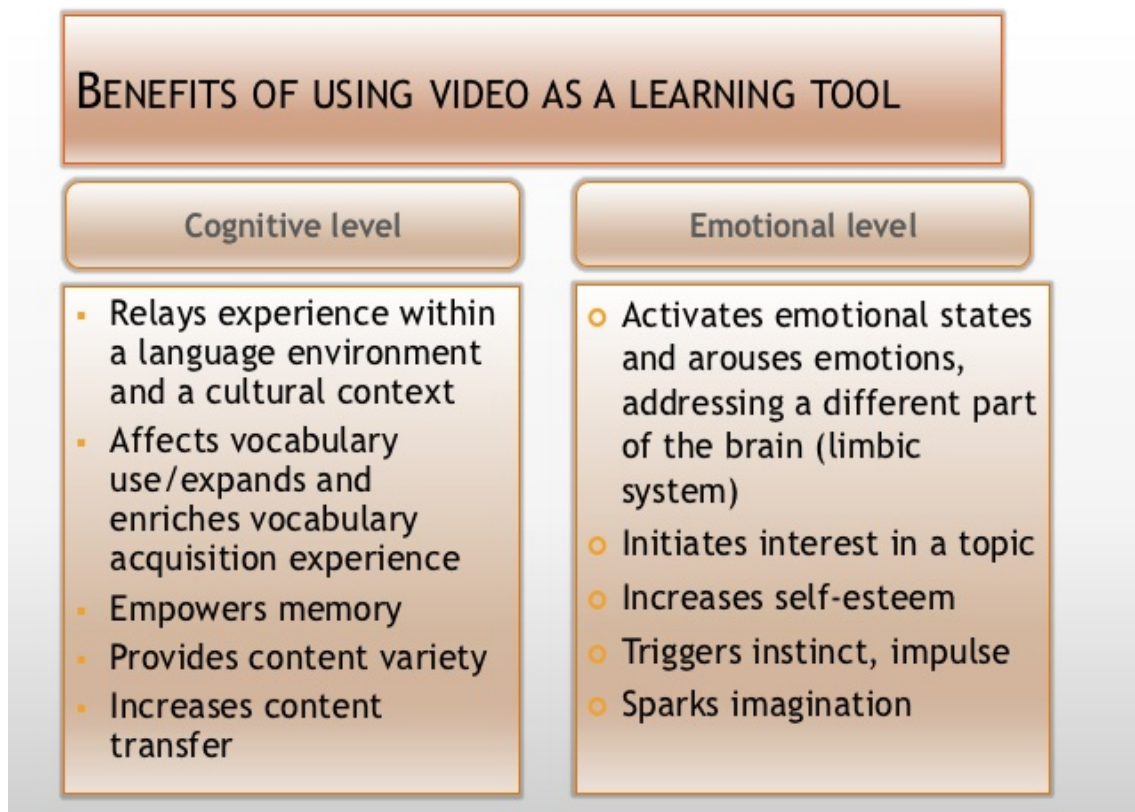 BENEFITS OF USING VIDEO AS A LEARNING TOOL
Cognitive level
▪ Relays experience within
a language environment
and a cultural context
▪ Affects vocabulary
use/expands and
enriches vocabulary
acquisition experience
▪ Empowers memory
▪ Provides content variety
▪ Increases content
transfer
Emotional level
o Activates emotional states
and arouses emotions,
addressing a different part
of the brain (limbic
system)
o Initiates interest in a topic
o Increases self-esteem
o Triggers instinct, impulse
o Sparks imagination